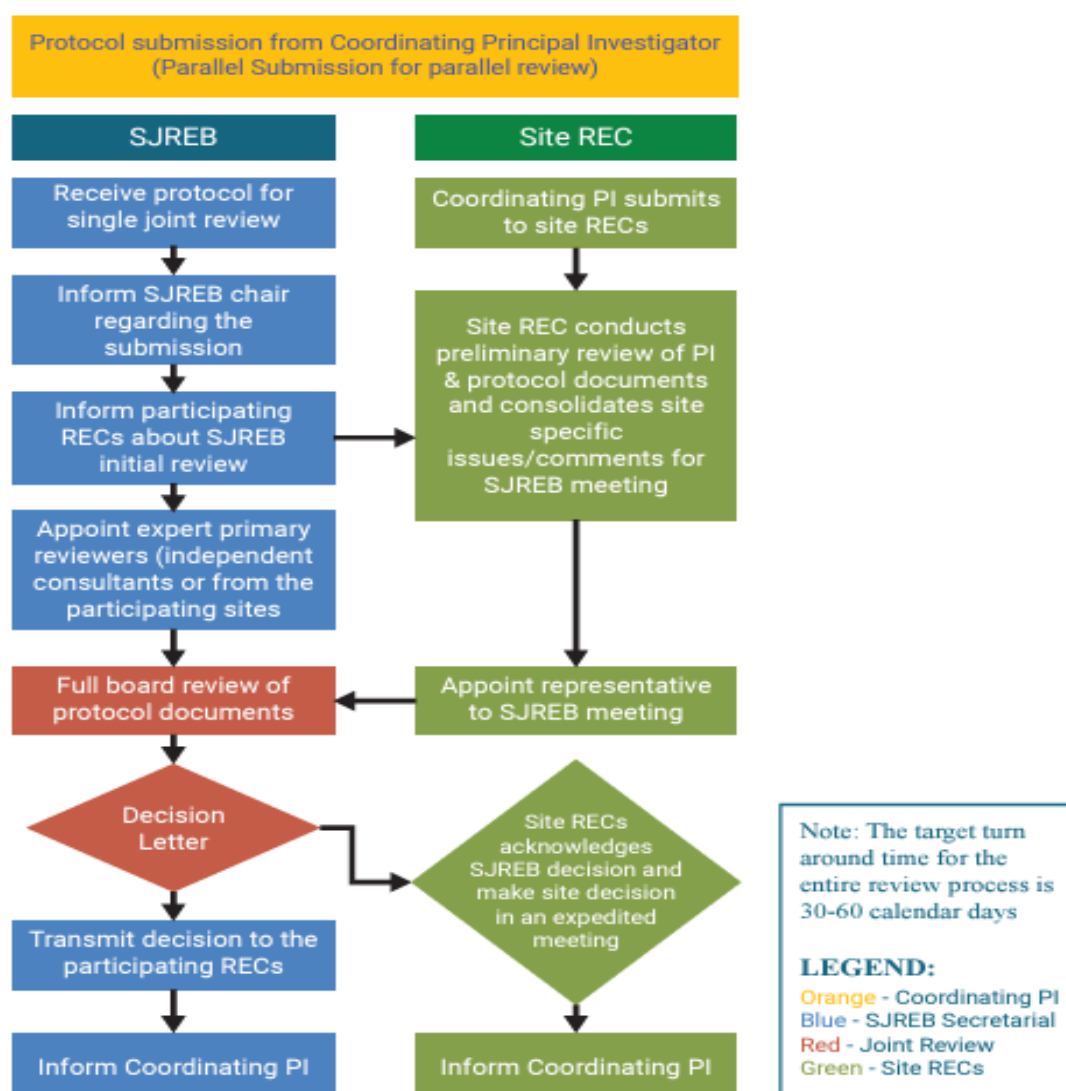 Protocol submission from Coordinating Principal Investigator
(Parallel Submission for parallel review)
SJREB
Site REC
Receive protocol for
single joint review
Coordinating PI submits
to site RECs
Inform SJREB chair
regarding the
submission
Site REC conducts
preliminary review of PI
& protocol documents
and consolidates site
specific
issues/comments for
SJREB meeting
Inform participating
RECs about SJREB
initial review
Appoint expert primary
reviewers (independent
consultants or from the
participating sites
Full board review of
protocol documents
Appoint representative
to SJREB meeting
Decision
Letter
Site RECs
acknowledges
SJREB decision and
make site decision
in an expedited
meeting
Transmit decision to the
participating RECs
Inform Coordinating PI
Inform Coordinating PI
Note: The target turn
around time for the
entire review process is
30-60 calendar days
LEGEND:
Orange - Coordinating PI
Blue - SJREB Secretarial
Red - Joint Review
Green - Site RECs